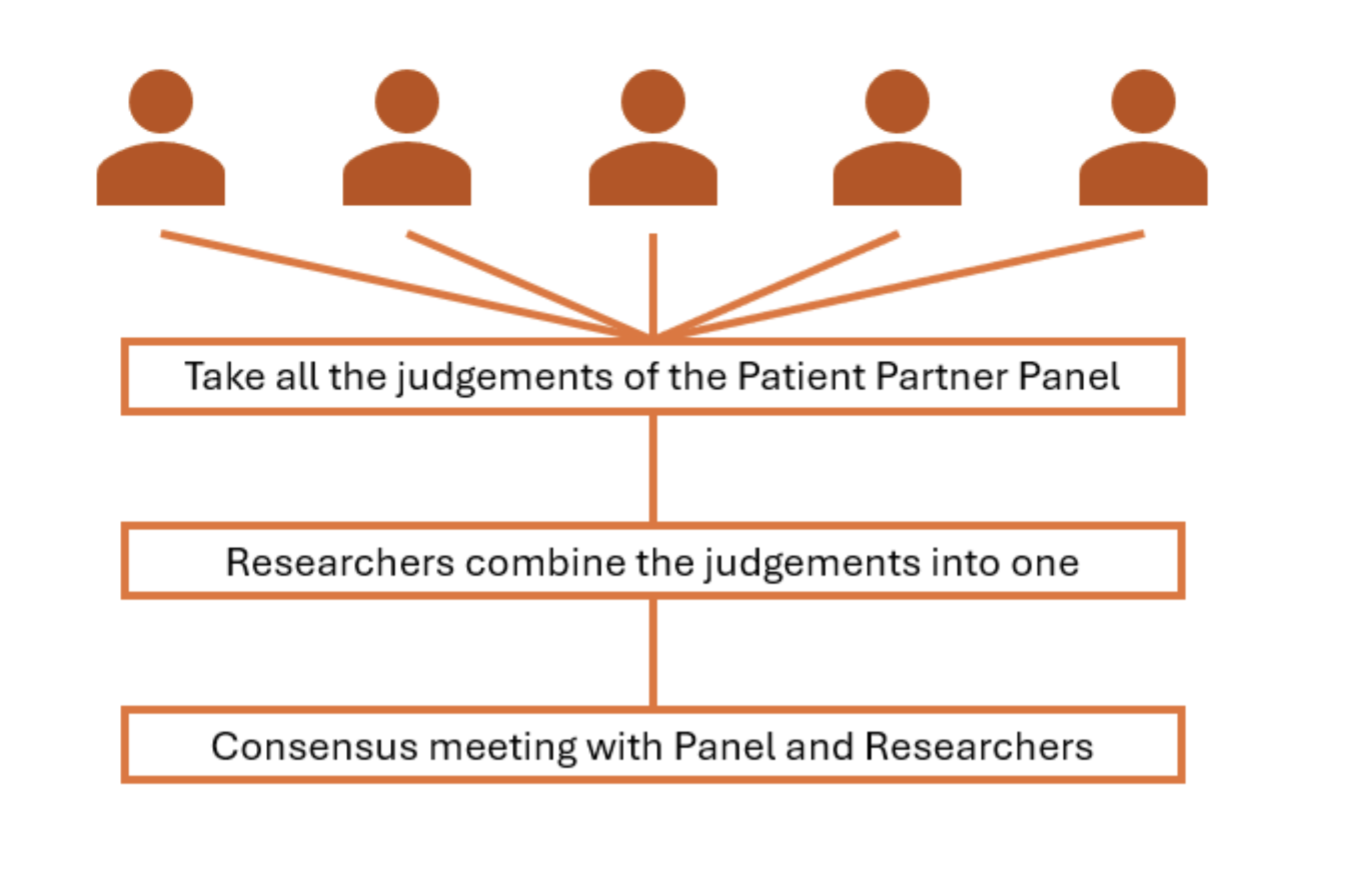 Take all the judgements of the Patient Partner Panel
Researchers combine the judgements into one
Consensus meeting with Panel and Researchers